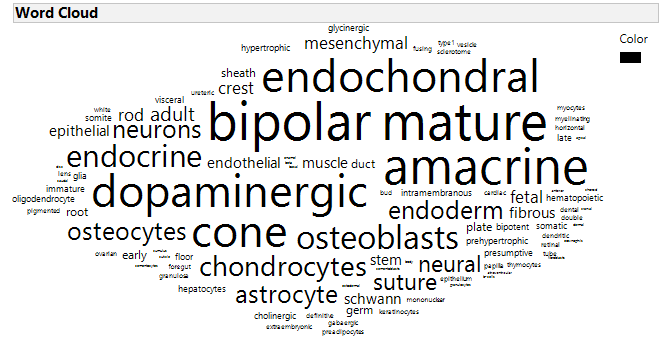 Word Cloud
Color
glycinergic
hypertrophic mesenchymal fusing type1 vesicle
sclerotome
sheath endochondral
ureteric crest
visceral
white
somite rod adult bipolar mature myocytes
myelinating
epithelial neurons horizontal
late
endocrine endothelial muscle duct amacrine
lens glia
immature dopaminergic bud intramembranous cardiac
oligodendrocyte fetal hematopoietic
pigmented root endoderm fibrous dental
double
osteocytes cone osteoblasts plate bipotent somatic
dendritic
prehypertrophic retinal
ovarian early floor presumptive tube
foregut chondrocytes stem neural papilla thymocytes
granulosa
hepatocytes astrocyte suture epithelium
schwann mononuclear
cholinergic definitive germ keratinocytes
extraembryonic gabaergic
preadipocytes